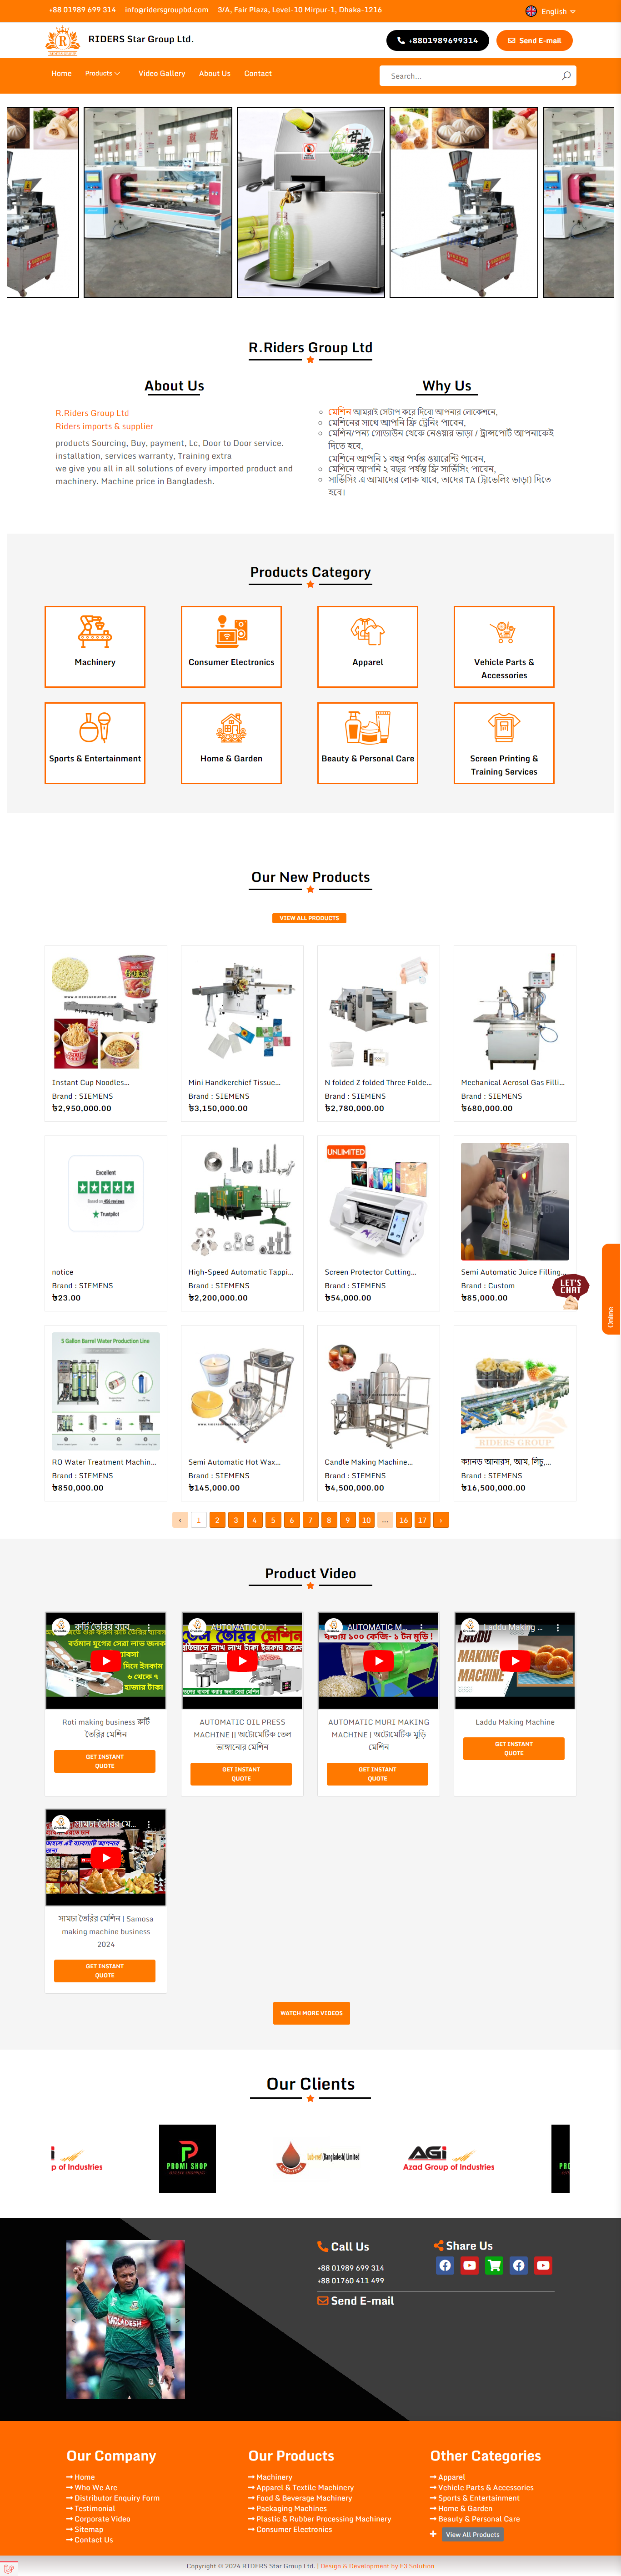 +88 01989 699 314   info@ridersgroupbd.com   3/A, Fair Plaza, Level-10 Mirpur-1, Dhaka-1216
English
RIDERS Star Group Ltd.
+8801989699314
Send E-mail
Home
Products
Video Gallery
About Us
Contact
Search...
R.Riders Group Ltd
About Us
R.Riders Group Ltd
Riders imports & supplier
products Sourcing, Buy, payment, Lc, Door to Door service.
installation, services warranty, Training extra
we give you all in all solutions of every imported product and
machinery. Machine price in Bangladesh.
Why Us
মেশিন আমরাই সেটাপ করে দিবো আপনার লোকেশনে,
মেশিনের সাথে আপনি ফ্রি ট্রেনিং পাবেন,
মেশিন/পন্য গোডাউন থেকে নেওয়ার ভাড়া / ট্রান্সপোর্ট আপনাকেই
দিতে হবে,
মেশিনে আপনি ১ বছর পর্যন্ত ওয়ারেন্টি পাবেন,
মেশিনে আপনি ২ বছর পর্যন্ত ফ্রি সার্ভিসিং পাবেন,
সার্ভিসিং এ আমাদের লোক যাবে, তাদের TA (ট্রাভেলিং ভাড়া) দিতে
হবে।
Products Category
Machinery
Consumer Electronics
Apparel
Vehicle Parts &
Accessories
Sports & Entertainment
Home & Garden
Beauty & Personal Care
Screen Printing &
Training Services
Our New Products
VIEW ALL PRODUCTS
Instant Cup Noodles...
Brand : SIEMENS
৳2,950,000.00
Mini Handkerchief Tissue...
Brand : SIEMENS
৳3,150,000.00
N folded Z folded Three Folde...
Brand : SIEMENS
৳2,780,000.00
Mechanical Aerosol Gas Filli...
Brand : SIEMENS
৳680,000.00
Excellent
Based on 456 reviews
Trustpilot
notice
Brand : SIEMENS
৳23.00
High-Speed Automatic Tappi...
Brand : SIEMENS
৳2,200,000.00
UNLIMITED
Screen Protector Cutting...
Brand : SIEMENS
৳54,000.00
Semi Automatic Juice Filling...
Brand : Custom
৳85,000.00
LET'S
CHAT
Online
5 Gallon Barrel Water Production Line
RO Water Treatment Machin...
Brand : SIEMENS
৳850,000.00
Semi Automatic Hot Wax...
Brand : SIEMENS
৳145,000.00
Candle Making Machine...
Brand : SIEMENS
৳4,500,000.00
RIDERS GROUP
ক্যানড আনারস, আম, লিচু,...
Brand : SIEMENS
৳16,500,000.00
‹ 1 2 3 4 5 6 7 8 9 10 ... 16 17 ›
Product Video
রুটি তৈরির ব্যাব...
বর্তমান যুগের সেরা লাভ জনক
Roti making business রুটি
তৈরির মেশিন
GET INSTANT
QUOTE
AUTOMATIC OI...
AUTOMATIC OIL PRESS
MACHINE || অটোমেটিক তেল
ভাঙ্গানোর মেশিন
GET INSTANT
QUOTE
AUTOMATIC M...
ঘন্টায় ১০০ কেজি- ১ টন মুড়ি !
AUTOMATIC MURI MAKING
MACHINE | অটোমেটিক মুড়ি
মেশিন
GET INSTANT
QUOTE
Laddu Making ...
LADDU
MAKING
MACHINE
Laddu Making Machine
GET INSTANT
QUOTE
সামচা তৈরির মে...
সামচা তৈরির মেশিন | Samosa
making machine business
2024
GET INSTANT
QUOTE
WATCH MORE VIDEOS
Our Clients
p of Industries
PROMI SHOP
Lub-rref (Bangladesh) Limited
AGI
Azad Group of Industries
Call Us
+88 01989 699 314
+88 01760 411 499
Send E-mail
Share Us
BANGLADESH
Our Company
Home
Who We Are
Distributor Enquiry Form
Testimonial
Corporate Video
Sitemap
Contact Us
Our Products
Machinery
Apparel & Textile Machinery
Food & Beverage Machinery
Packaging Machines
Plastic & Rubber Processing Machinery
Consumer Electronics
Other Categories
Apparel
Vehicle Parts & Accessories
Sports & Entertainment
Home & Garden
Beauty & Personal Care
View All Products
Copyright © 2024 RIDERS Star Group Ltd. | Design & Development by F3 Solution